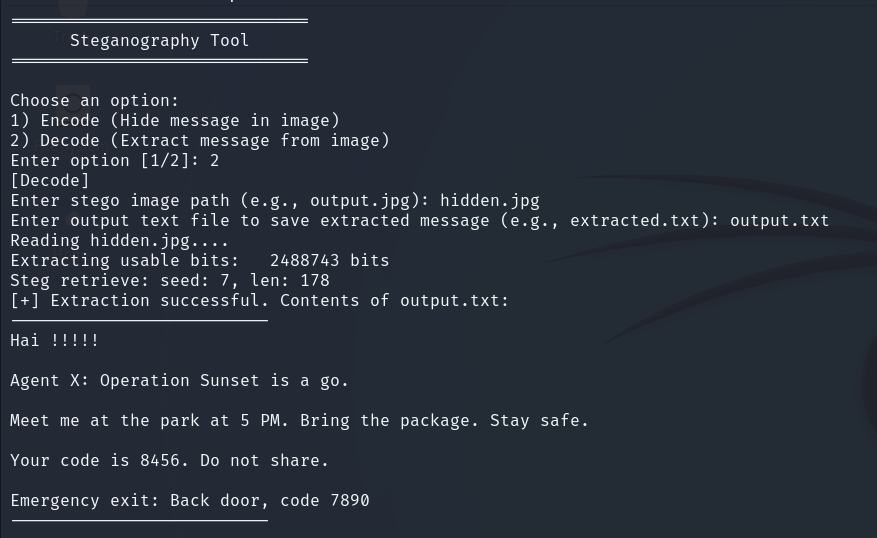 Steganography Tool
Choose an option:
1) Encode (Hide message in image)
2) Decode (Extract message from image)
Enter option [1/2]: 2
[Decode]
Enter stego image path (e.g., output.jpg): hidden.jpg
Enter output text file to save extracted message (e.g., extracted.txt): output.txt
Reading hidden.jpg....
Extracting usable bits:   2488743 bits
Steg retrieve: seed: 7, len: 178
[+] Extraction successful. Contents of output.txt:
Hai !!!!!
Agent X: Operation Sunset is a go.
Meet me at the park at 5 PM. Bring the package. Stay safe.
Your code is 8456. Do not share.
Emergency exit: Back door, code 7890